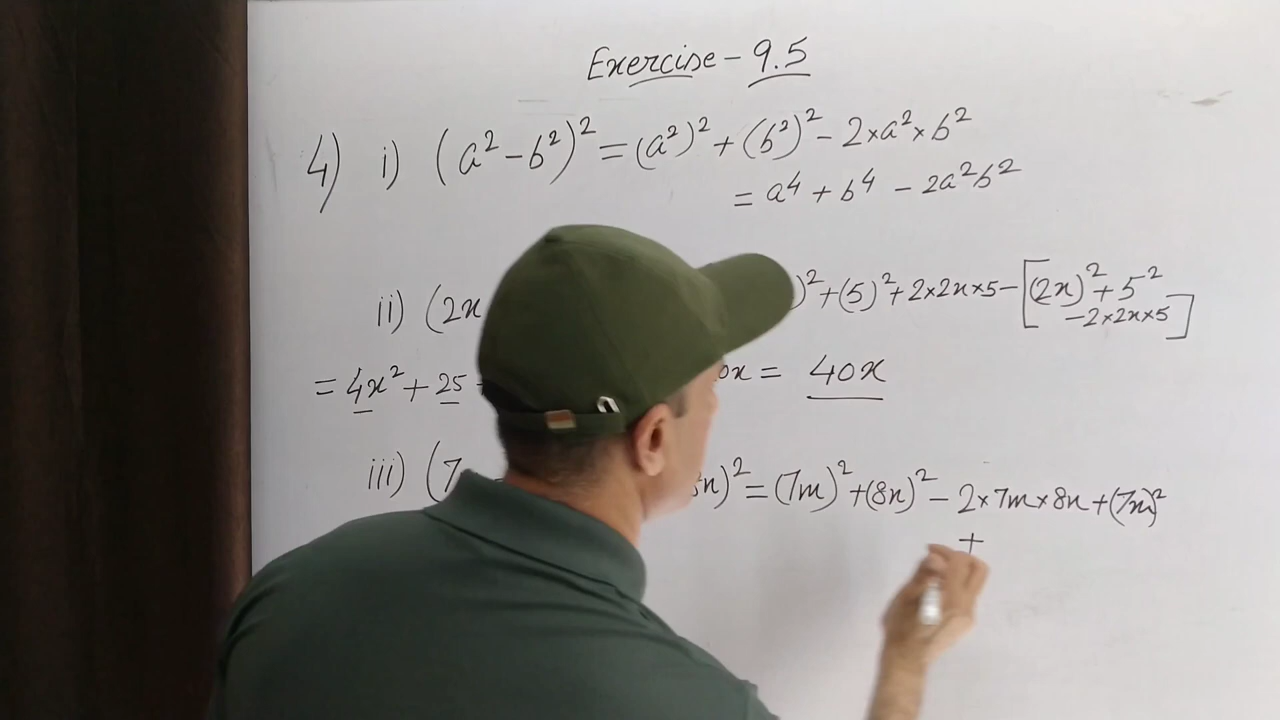 Exercise - 9.5
4) i) (a² - b²)² = (a²)² + (b²)² - 2×a²×b²
= a⁴ + b⁴ - 2a²b²
ii) (2x )² + (5)² + 2×2x×5 - [(2x)² + 5²
- 2×2x×5]
= 4x² + 25 0x = 40x
iii) (7 n)² = (7m)² + (8n)² - 2×7m×8n + (7m)²
+